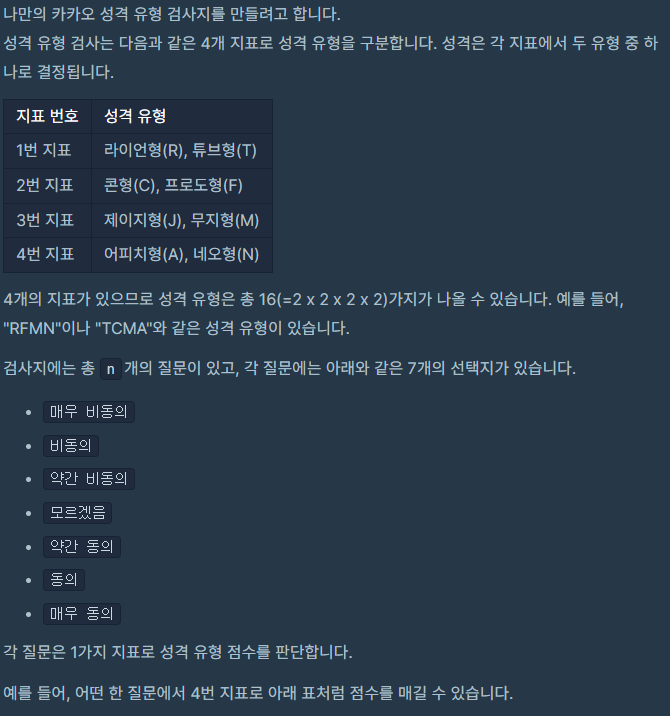 나만의 카카오 성격 유형 검사지를 만들려고 합니다.
성격 유형 검사는 다음과 같은 4개 지표로 성격 유형을 구분합니다. 성격은 각 지표에서 두 유형 중 하
나로 결정됩니다.
지표 번호 성격 유형
1번 지표 라이언형(R), 튜브형(T)
2번 지표 콘형(C), 프로도형(F)
3번 지표 제이지형(J), 무지형(M)
4번 지표 어피치형(A), 네오형(N)
4개의 지표가 있으므로 성격 유형은 총 16(=2 x 2 x 2 x 2)가지가 나올 수 있습니다. 예를 들어,
"RFMN"이나 "TCMA"와 같은 성격 유형이 있습니다.
검사지에는 총 n개의 질문이 있고, 각 질문에는 아래와 같은 7개의 선택지가 있습니다.
• 매우 비동의
• 비동의
• 약간 비동의
• 모르겠음
• 약간 동의
• 동의
• 매우 동의
각 질문은 1가지 지표로 성격 유형 점수를 판단합니다.
예를 들어, 어떤 한 질문에서 4번 지표로 아래 표처럼 점수를 매길 수 있습니다.